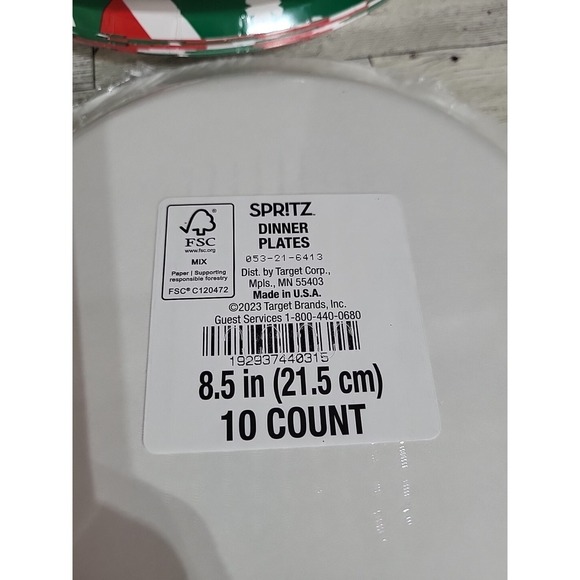 FSC
www.fsc.org
MIX
Paper | Supporting
responsible forestry
FSC® C120472
SPR!TZ™
DINNER
PLATES
053-21-6413
Dist. by Target Corp.,
Mpls., MN 55403
Made in U.S.A.
©2023 Target Brands, Inc.
Guest Services 1-800-440-0680
192937440315
8.5 in (21.5 cm)
10 COUNT